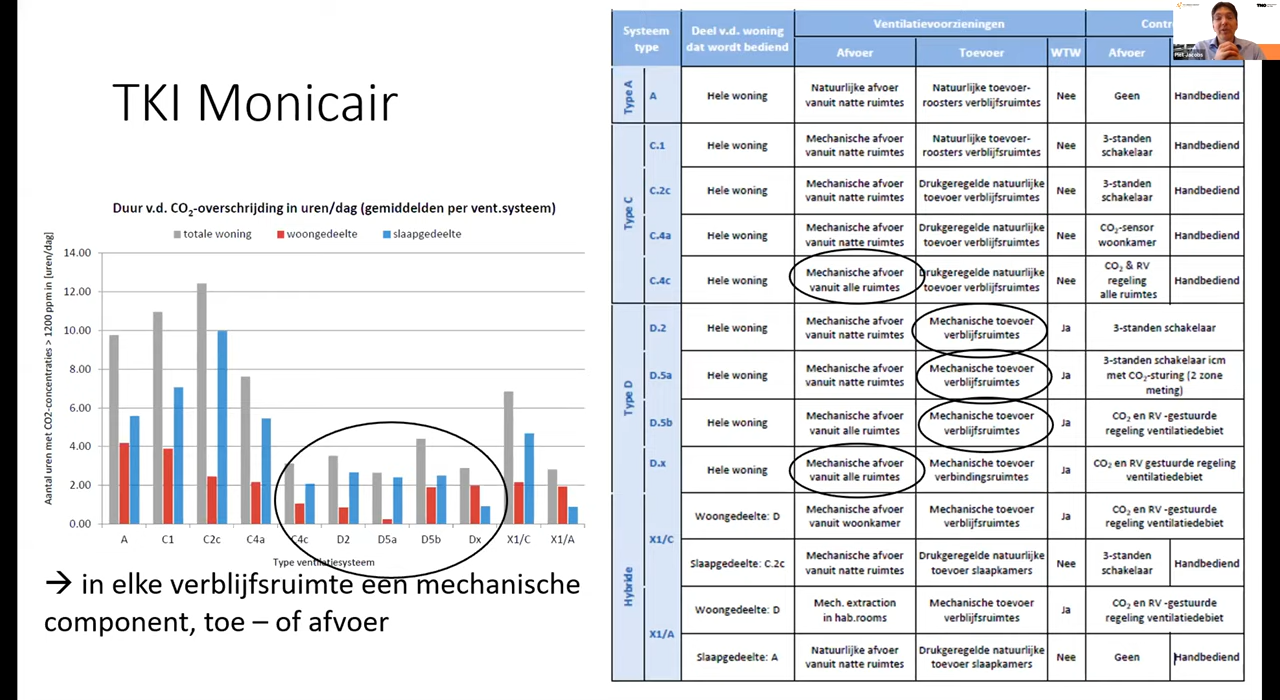 TKI Monicair
Duur v.d. CO₂-overschrijding in uren/dag (gemiddelden per vent.systeem)
totale woning woongedeelte slaapgedeelte
Aantal uren met CO2-concentraties > 1200 ppm in [uren/dag]
14.00
12.00
10.00
8.00
6.00
4.00
2.00
0.00
A C1 C2c C4a C4c D2 D5a D5b Dx X1/C X1/A
Type ventilatiesysteem
→ in elke verblijfsruimte een mechanische
component, toe – of afvoer
Systeem
type
Deel v.d. woning
dat wordt bediend
Ventilatievoorzieningen
Afvoer Toevoer WTW
Afvoer
Type A
A
Hele woning
Natuurlijke afvoer
vanuit natte ruimtes
Natuurlijke toevoer-
roosters verblijfsruimtes
Nee
Geen
Handbediend
Type C
C.1
Hele woning
Mechanische afvoer
vanuit natte ruimtes
Natuurlijke toevoer-
roosters verblijfsruimtes
Nee
3-standen
schakelaar
Handbediend
C.2c
Hele woning
Mechanische afvoer
vanuit natte ruimtes
Drukgeregelde natuurlijke
toevoer verblijfsruimtes
Nee
3-standen
schakelaar
Handbediend
C.4a
Hele woning
Mechanische afvoer
vanuit natte ruimtes
Drukgeregelde natuurlijke
toevoer verblijfsruimtes
Nee
CO₂-sensor
woonkamer
Handbediend
C.4c
Hele woning
Mechanische afvoer
vanuit alle ruimtes
Drukgeregelde natuurlijke
toevoer verblijfsruimtes
Nee
CO₂ & RV
regeling
alle ruimtes
Handbediend
Type D
D.2
Hele woning
Mechanische afvoer
vanuit natte ruimtes
Mechanische toevoer
verblijfsruimtes
Ja
3-standen schakelaar
D.5a
Hele woning
Mechanische afvoer
vanuit natte ruimtes
Mechanische toevoer
verblijfsruimtes
Ja
3-standen schakelaar icm
met CO₂-sturing (2 zone
meting)
D.5b
Hele woning
Mechanische afvoer
vanuit alle ruimtes
Mechanische toevoer
verblijfsruimtes
Ja
CO₂ en RV -gestuurde
regeling ventilatiedebiet
D.x
Hele woning
Mechanische afvoer
vanuit alle ruimtes
Mechanische toevoer
verbindingsruimtes
Ja
CO₂ en RV gestuurde regeling
ventilatiedebiet
Hybride
X1/C
Woongedeelte: D
Mechanische afvoer
vanuit woonkamer
Mechanische toevoer
verblijfsruimtes
Ja
CO₂ en RV -gestuurde
regeling ventilatiedebiet
Slaapgedeelte: C.2c
Mechanische afvoer
vanuit natte ruimtes
Drukgeregelde natuurlijke
toevoer slaapkamers
Nee
3-standen
schakelaar
Handbediend
X1/A
Woongedeelte: D
Mech. extraction
in hab.rooms
Mechanische toevoer
verblijfsruimtes
Ja
CO₂ en RV -gestuurde
regeling ventilatiedebiet
Slaapgedeelte: A
Natuurlijke afvoer
vanuit natte ruimtes
Drukgeregelde natuurlijke
toevoer slaapkamers
Nee
Geen
Handbediend
Piet Jacobs
TNO